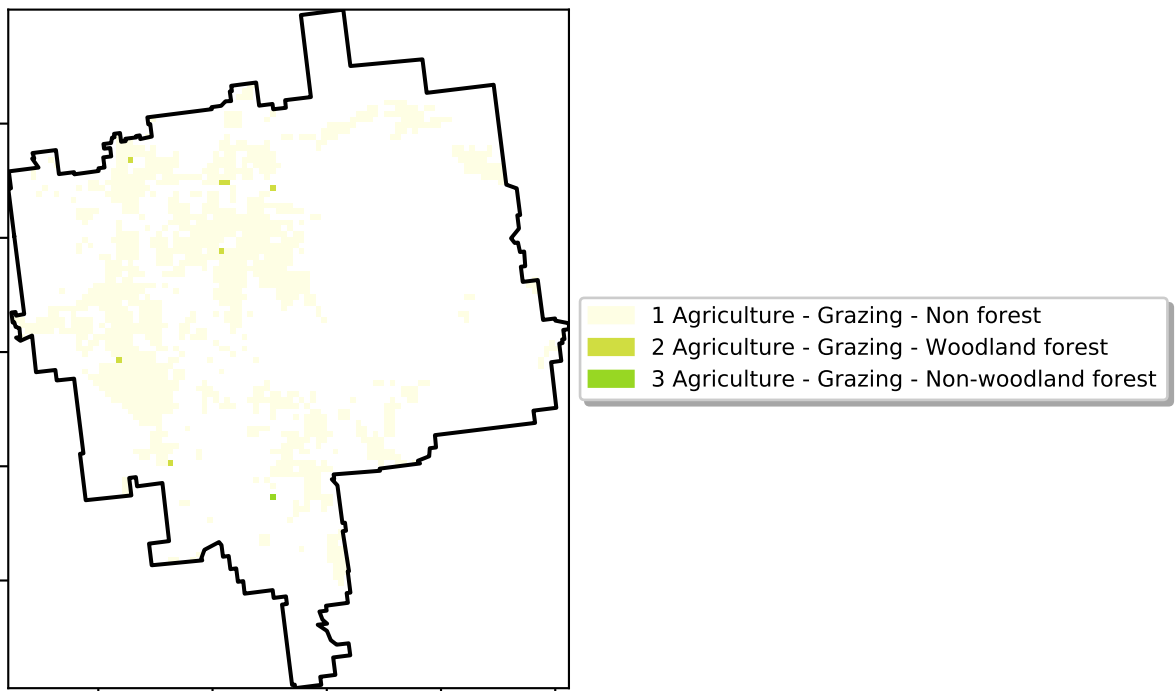 1 Agriculture - Grazing - Non forest
2 Agriculture - Grazing - Woodland forest
3 Agriculture - Grazing - Non-woodland forest